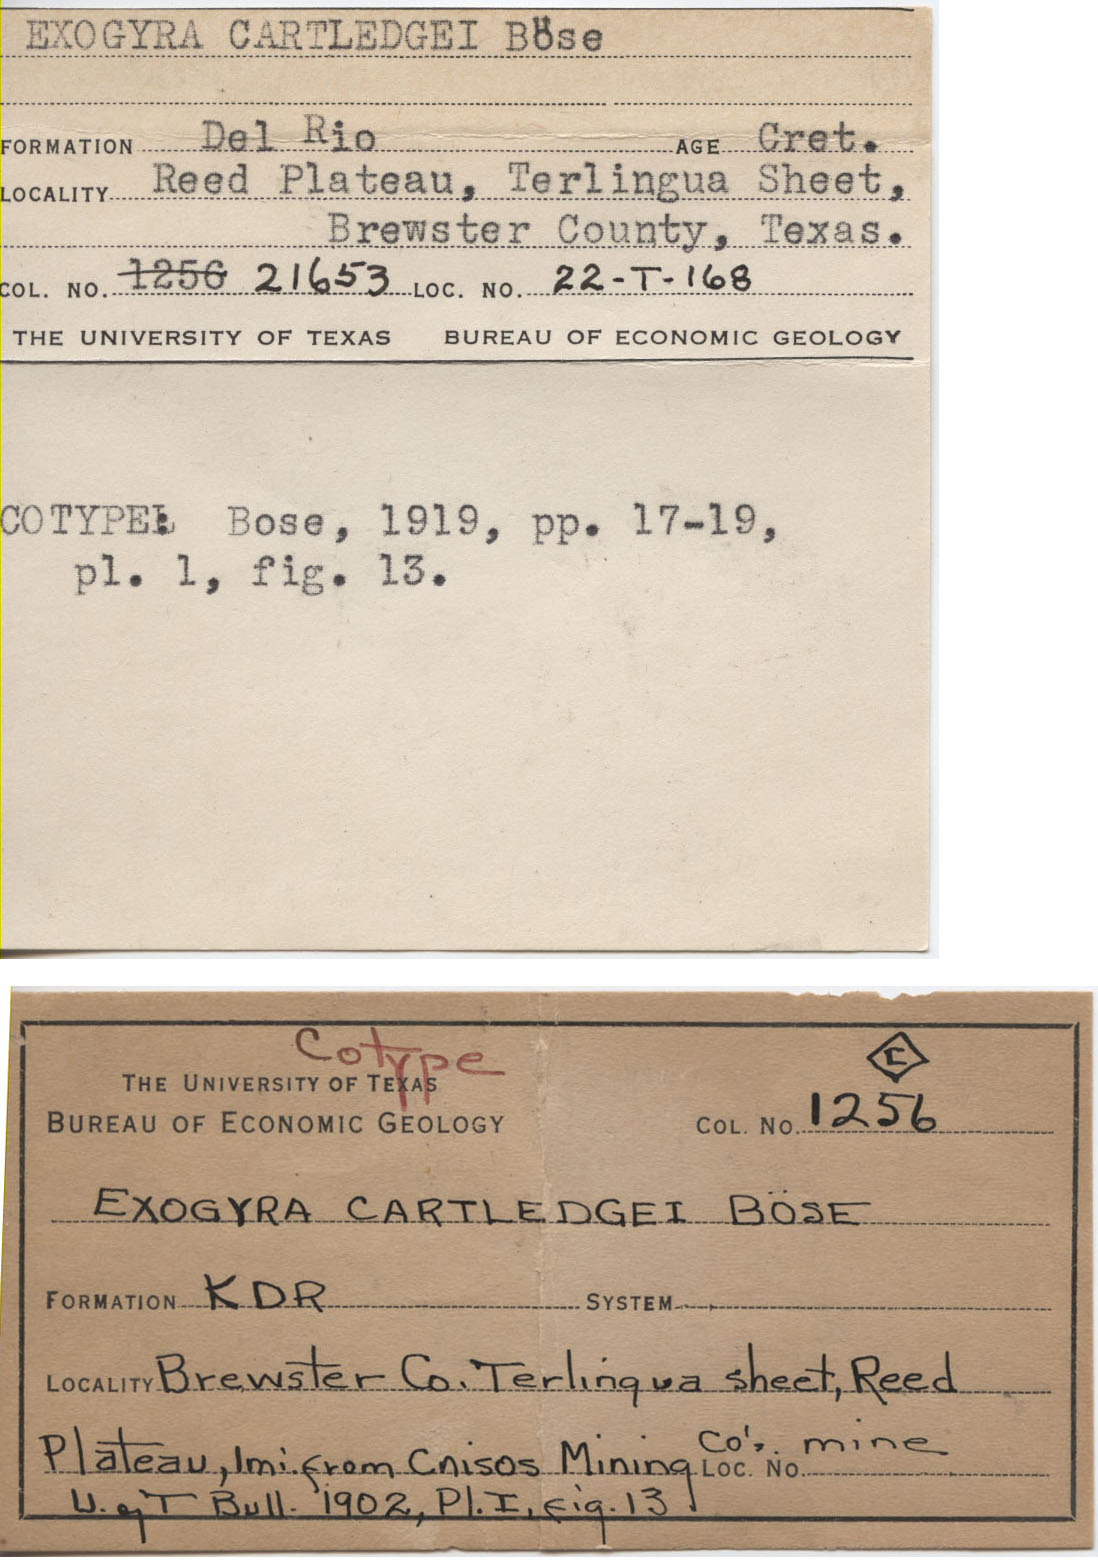 EXOGYRA CARTLEDGEI Böse
FORMATION Del Rio AGE Cret.
LOCALITY Reed Plateau, Terlingua Sheet,
Brewster County, Texas.
COL. NO. 1256 21653 LOC. NO. 22-T-168
THE UNIVERSITY OF TEXAS BUREAU OF ECONOMIC GEOLOGY
COTYPE: Bose, 1919, pp. 17-19,
pl. 1, fig. 13.
Cotype
C
THE UNIVERSITY OF TEXAS
BUREAU OF ECONOMIC GEOLOGY COL. NO. 1256
EXOGYRA CARTLEDGEI BÖSE
FORMATION KDR SYSTEM
LOCALITY Brewster Co. Terlingua sheet, Reed
Plateau, 1mi. from Cnisos Mining Co's. mine
LOC. NO.
U. of T Bull. 1902, Pl. I, fig. 13